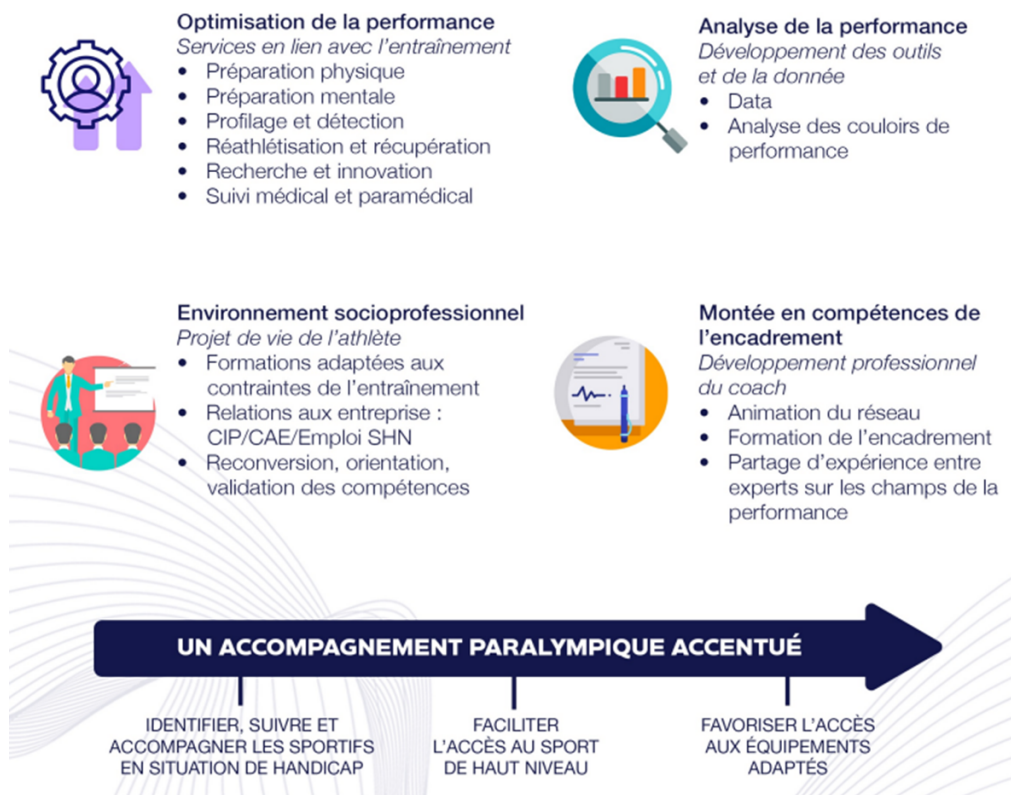 Optimisation de la performance
Services en lien avec l’entraînement
• Préparation physique
• Préparation mentale
• Profilage et détection
• Réathlétisation et récupération
• Recherche et innovation
• Suivi médical et paramédical
Analyse de la performance
Développement des outils
et de la donnée
• Data
• Analyse des couloirs de
performance
Environnement socioprofessionnel
Projet de vie de l’athlète
• Formations adaptées aux
contraintes de l’entraînement
• Relations aux entreprise :
CIP/CAE/Emploi SHN
• Reconversion, orientation,
validation des compétences
Montée en compétences de
l’encadrement
Développement professionnel
du coach
• Animation du réseau
• Formation de l’encadrement
• Partage d’expérience entre
experts sur les champs de la
performance
UN ACCOMPAGNEMENT PARALYMPIQUE ACCENTUÉ
IDENTIFIER, SUIVRE ET
ACCOMPAGNER LES SPORTIFS
EN SITUATION DE HANDICAP
FACILITER
L’ACCÈS AU SPORT
DE HAUT NIVEAU
FAVORISER L’ACCÈS
AUX ÉQUIPEMENTS
ADAPTÉS